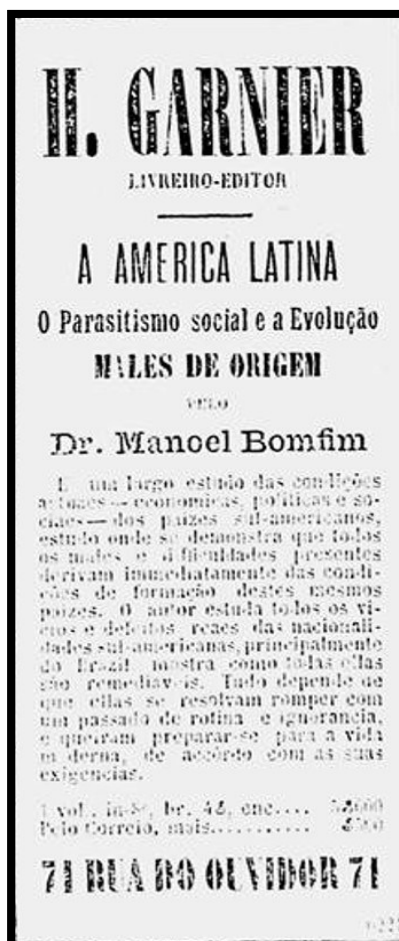 H. GARNIER
LIVREIRO-EDITOR
A AMERICA LATINA
O Parasitismo social e a Evolução
MALES DE ORIGEM
PELO
Dr. Manoel Bomfim
E' um largo estudo das condições
actuaes — economicas, politicas e so-
ciaes — dos paizes sul-americanos,
estudo onde se demonstra que todos
os males e difficuldades presentes
derivam immediatamente das condi-
ções de formação destes mesmos
paizes. O autor estuda todos os vi-
cios e defeitos reaes das nacionali-
dades sul-americanas, principalmente
do Brazil mostra como todas ellas
são remediaveis. Tudo depende de
que ellas se resolvam romper com
um passado de rotina e ignorancia,
e queiram preparar-se para a vida
moderna, de accôrdo com as suas
exigencias.
1 vol., in-8º, br. 4$, enc....
Pelo Correio, mais...........
71 RUA DO OUVIDOR 71